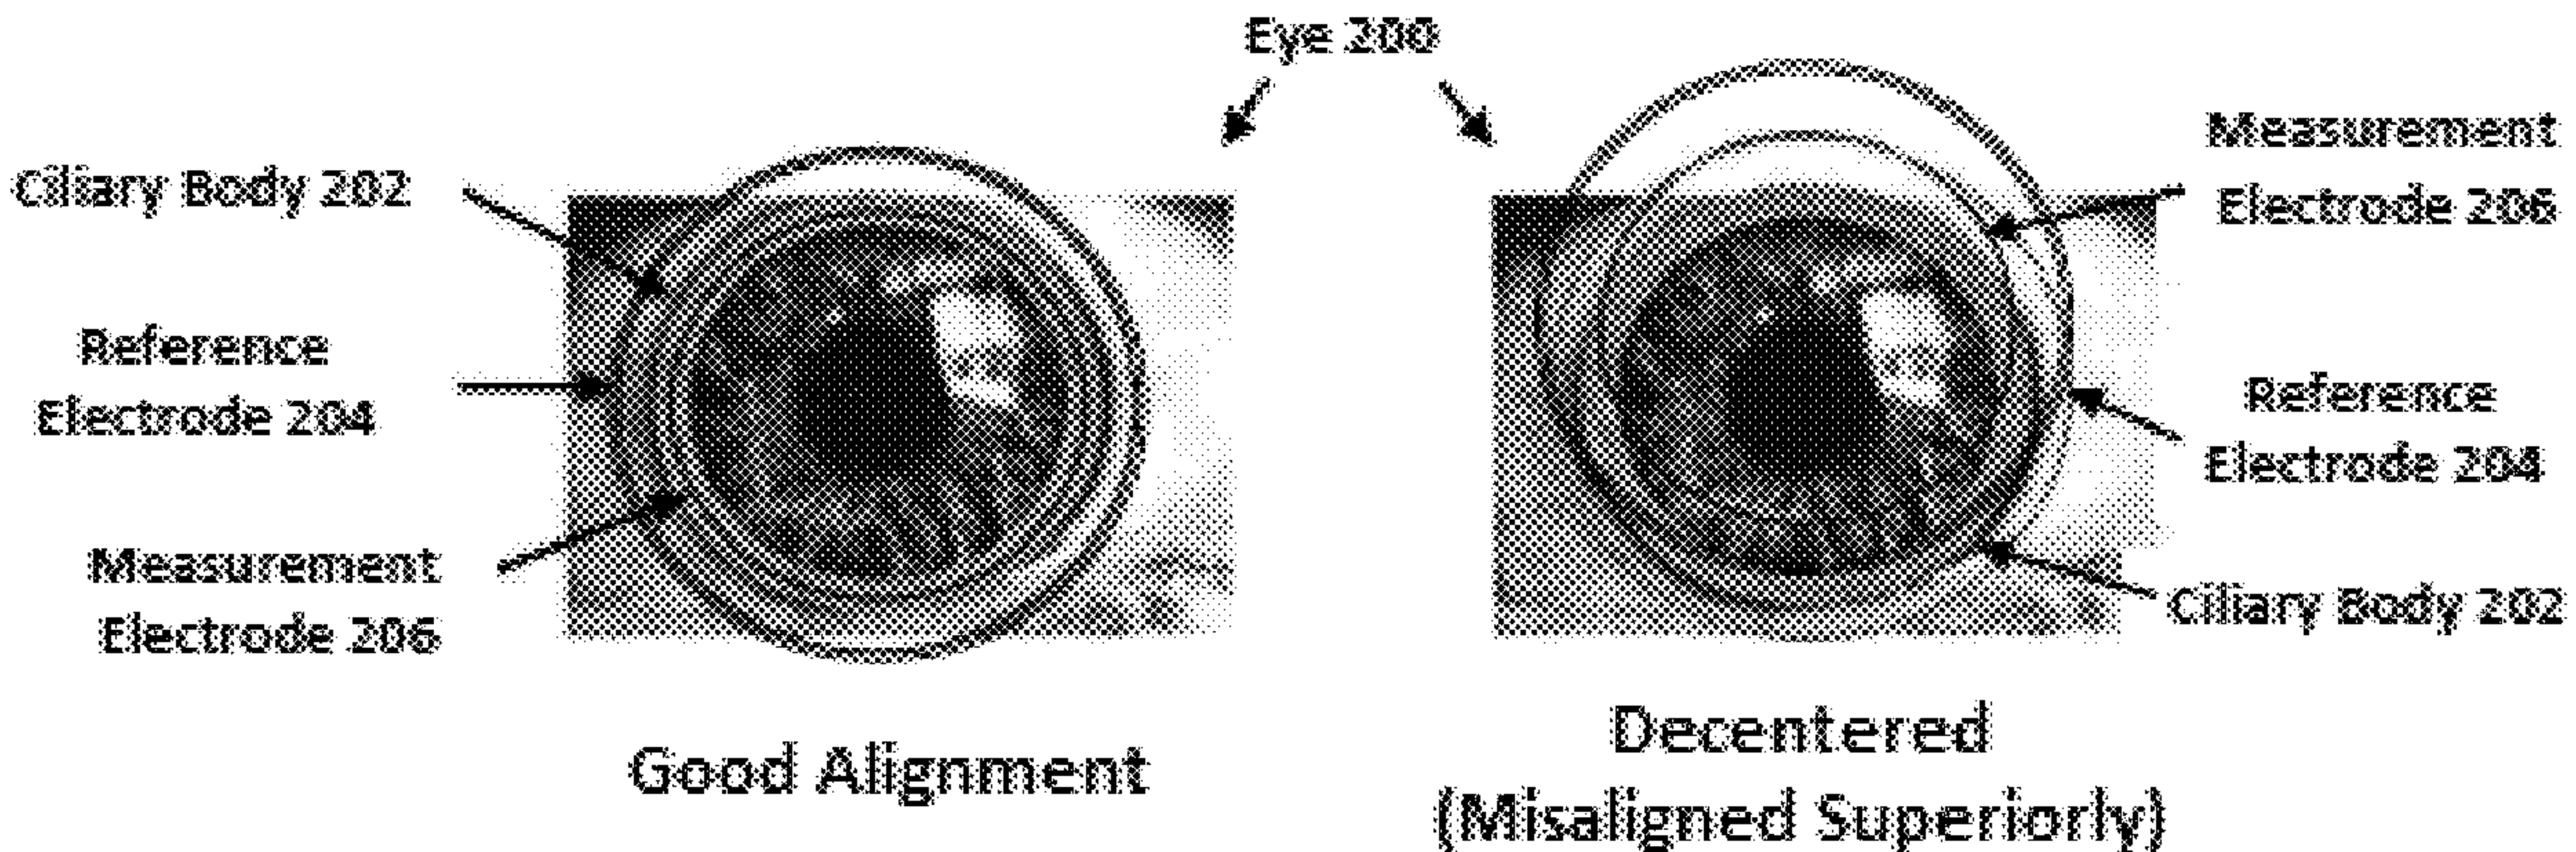 Eye 200
Ciliary Body 202
Reference
Electrode 204
Measurement
Electrode 206
Measurement
Electrode 206
Reference
Electrode 204
Ciliary Body 202
Good Alignment
Decentered
(Misaligned Superiorly)